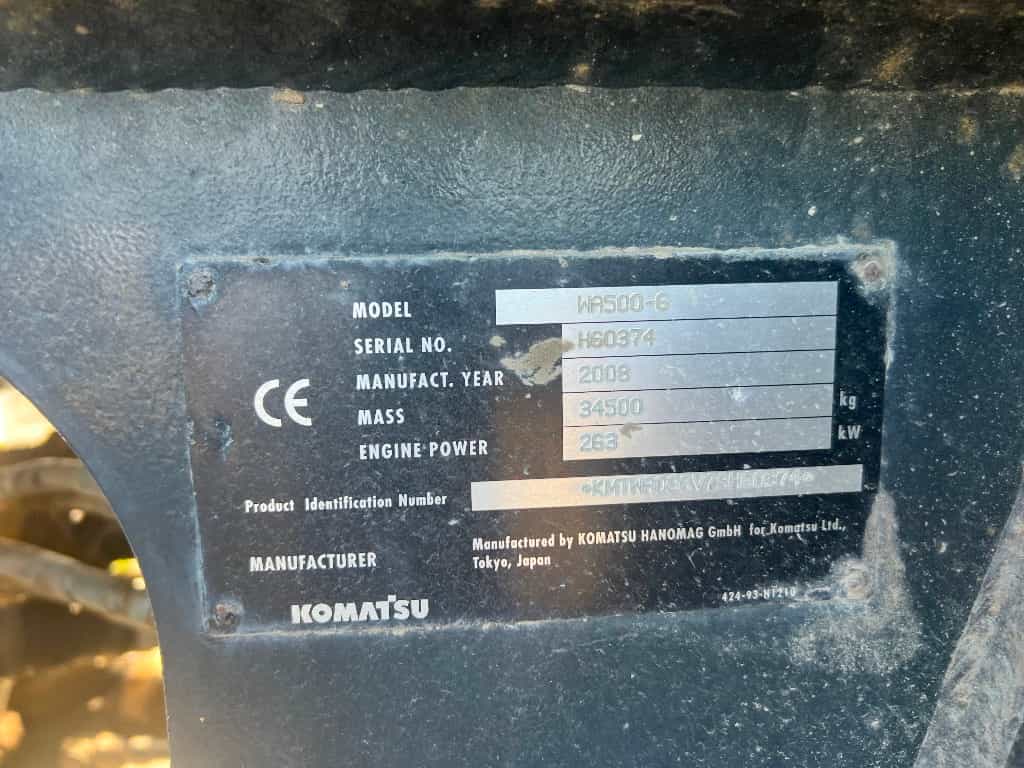 MODEL WA500-6
SERIAL NO. H60374
MANUFACT. YEAR 2008
MASS 34500 kg
ENGINE POWER 263 kW
CE
Product Identification Number
MANUFACTURER
Manufactured by KOMATSU HANOMAG GmbH for Komatsu Ltd.,
Tokyo, Japan
KOMATSU
424-93-H1210